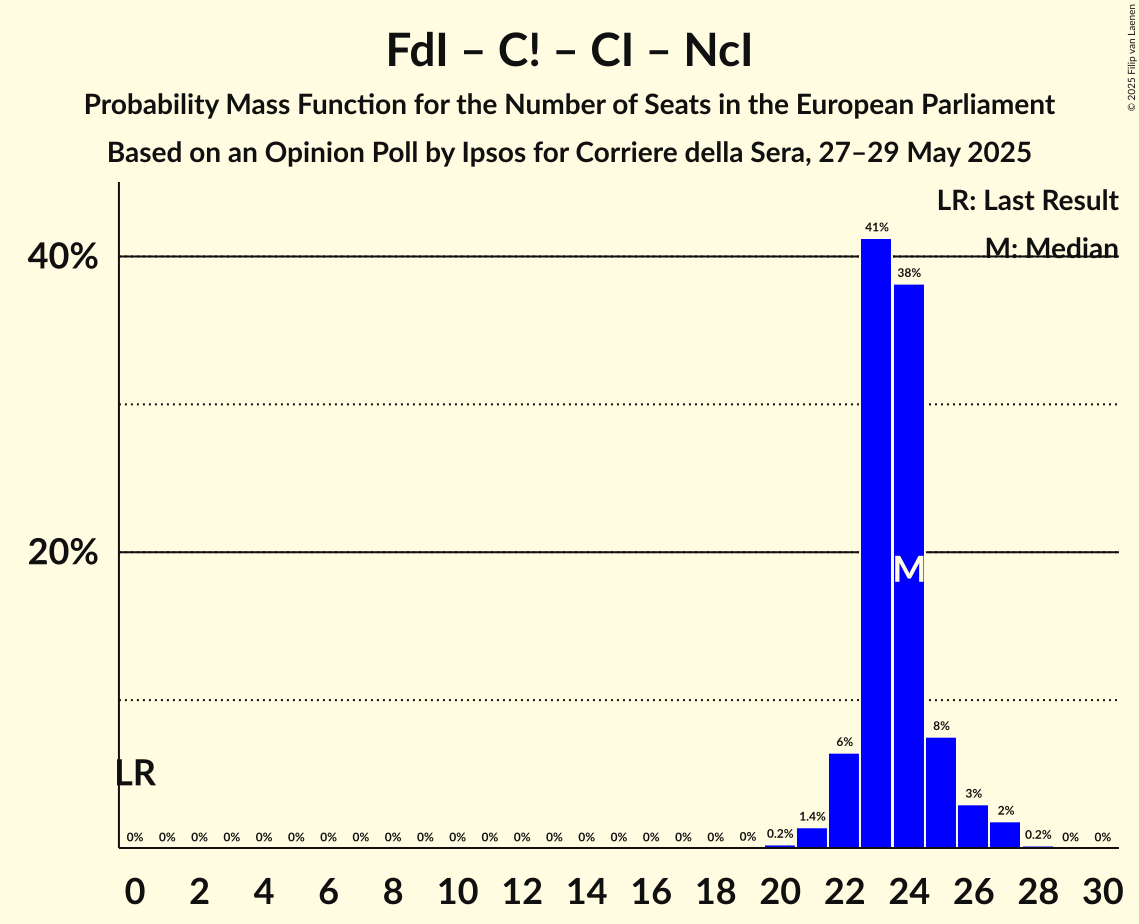 FdI – C! – CI – NcI
Probability Mass Function for the Number of Seats in the European Parliament
Based on an Opinion Poll by Ipsos for Corriere della Sera, 27–29 May 2025
© 2025 Filip van Laenen
LR: Last Result
M: Median
40%
20%
41%
38%
M
8%
6%
3%
2%
1.4%
LR
0% 0% 0% 0% 0% 0% 0% 0% 0% 0% 0% 0% 0% 0% 0% 0% 0% 0% 0% 0% 0.2% 0.2% 0% 0%
0 2 4 6 8 10 12 14 16 18 20 22 24 26 28 30